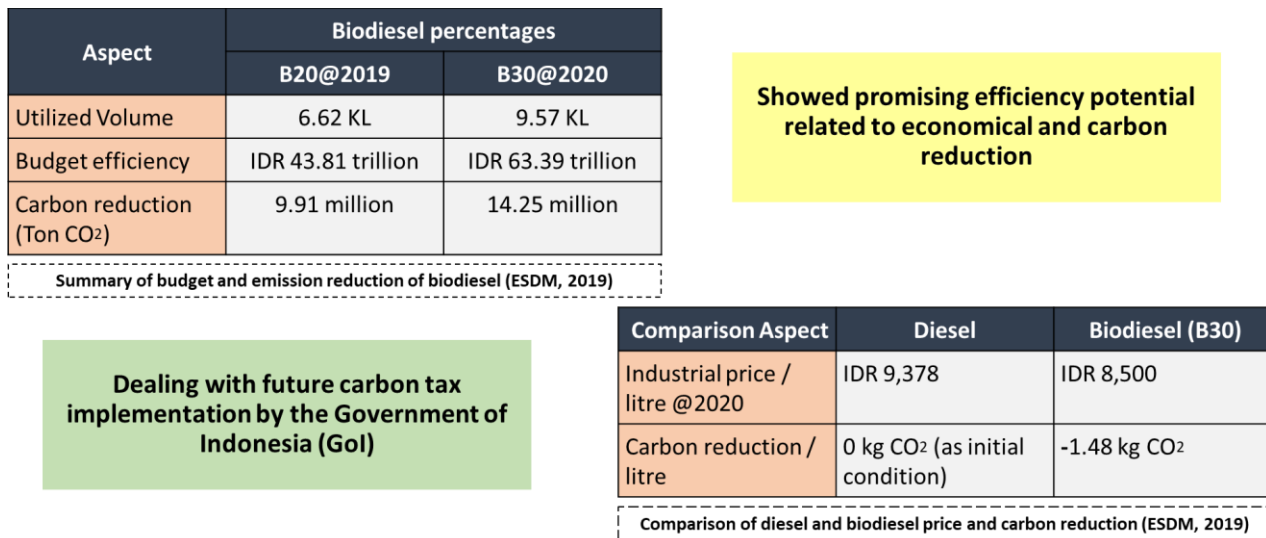 Aspect
Biodiesel percentages
B20@2019
B30@2020
Utilized Volume
6.62 KL
9.57 KL
Budget efficiency
IDR 43.81 trillion
IDR 63.39 trillion
Carbon reduction
(Ton CO2)
9.91 million
14.25 million
Summary of budget and emission reduction of biodiesel (ESDM, 2019)
Showed promising efficiency potential
related to economical and carbon
reduction
Dealing with future carbon tax
implementation by the Government of
Indonesia (GoI)
Comparison Aspect
Diesel
Biodiesel (B30)
Industrial price /
litre @2020
IDR 9,378
IDR 8,500
Carbon reduction /
litre
0 kg CO2 (as initial
condition)
-1.48 kg CO2
Comparison of diesel and biodiesel price and carbon reduction (ESDM, 2019)